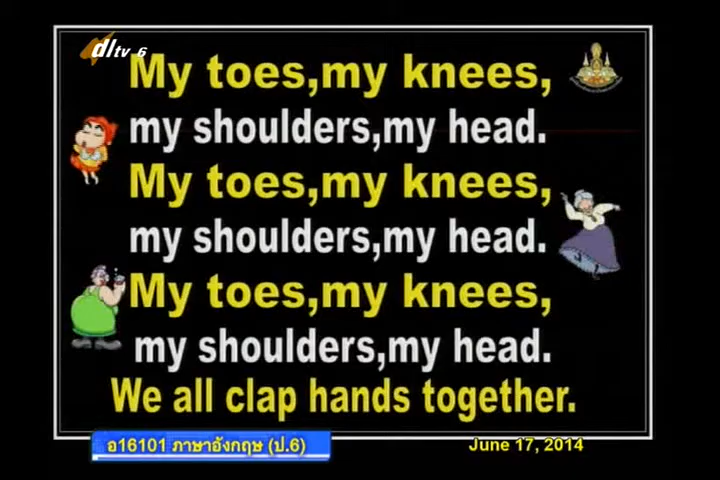 dltv 6
My toes,my knees,
my shoulders,my head.
My toes,my knees,
my shoulders,my head.
My toes,my knees,
my shoulders,my head.
We all clap hands together.
อ16101 ภาษาอังกฤษ (ป.6)
June 17, 2014